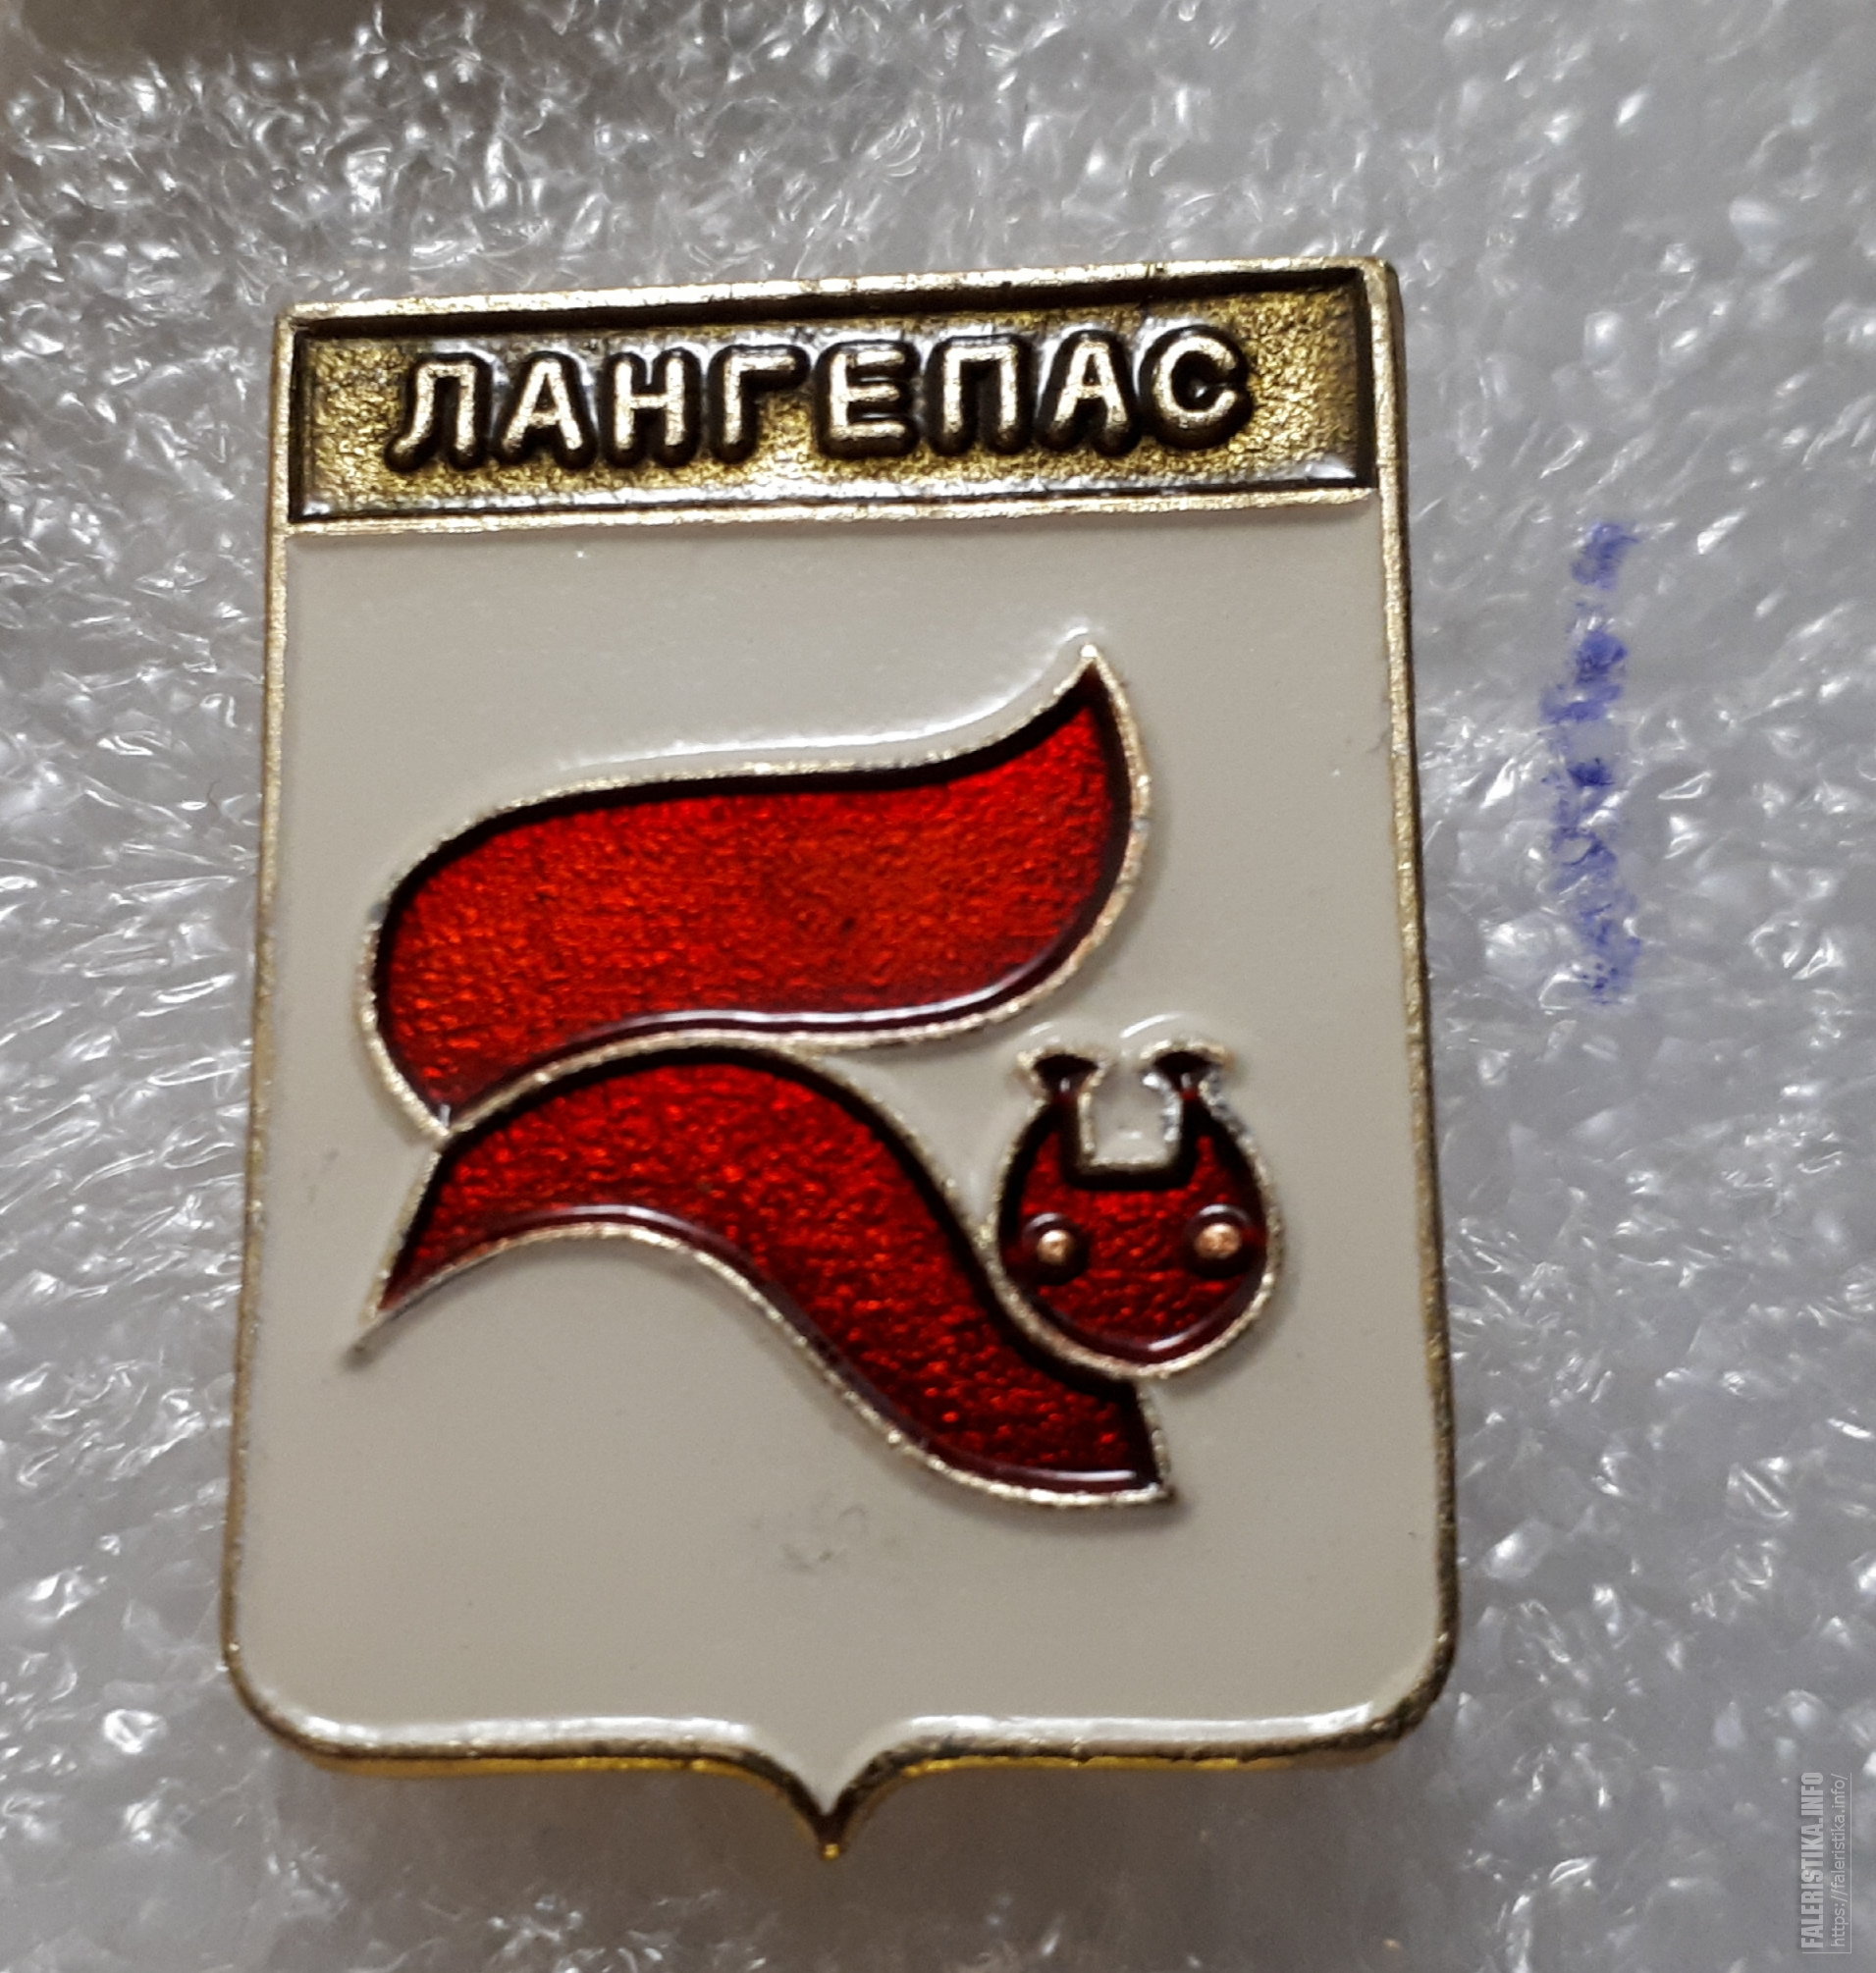 ЛАНГЕПАС
FALERISTIKA.INFO
https://faleristika.info/